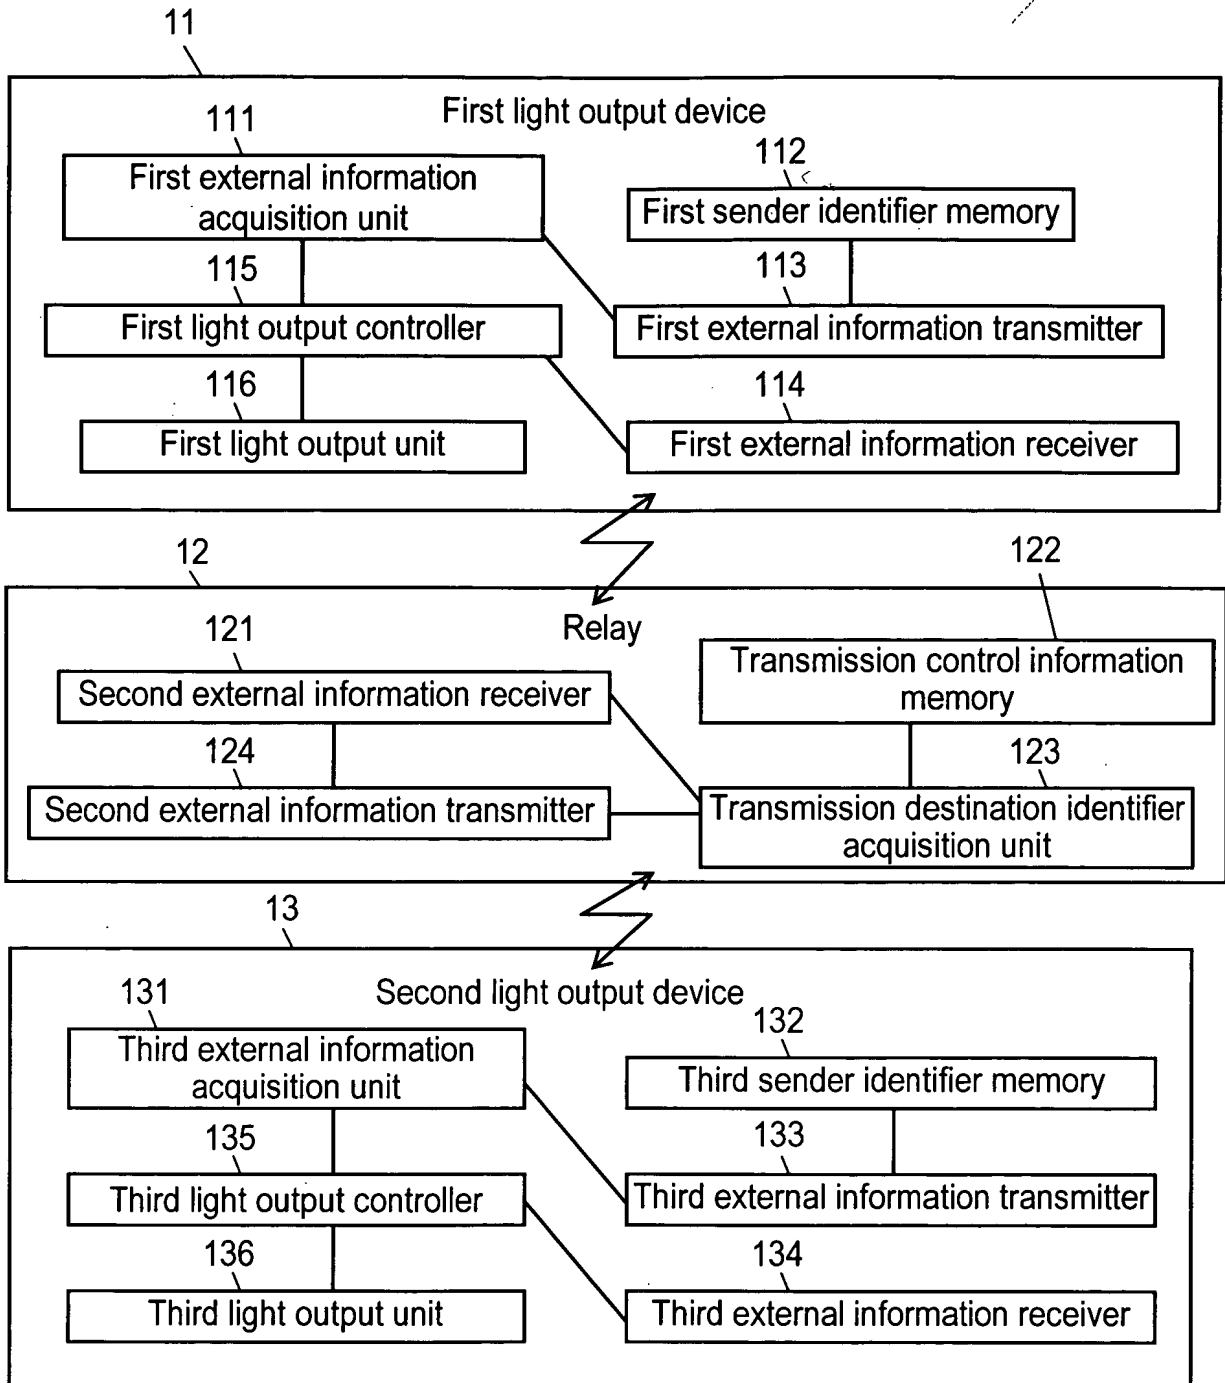 11
First light output device
111
First external information
acquisition unit
112
First sender identifier memory
115
First light output controller
113
First external information transmitter
116
First light output unit
114
First external information receiver
12
Relay
122
121
Second external information receiver
Transmission control information
memory
124
Second external information transmitter
123
Transmission destination identifier
acquisition unit
13
Second light output device
131
Third external information
acquisition unit
132
Third sender identifier memory
135
Third light output controller
133
Third external information transmitter
136
Third light output unit
134
Third external information receiver